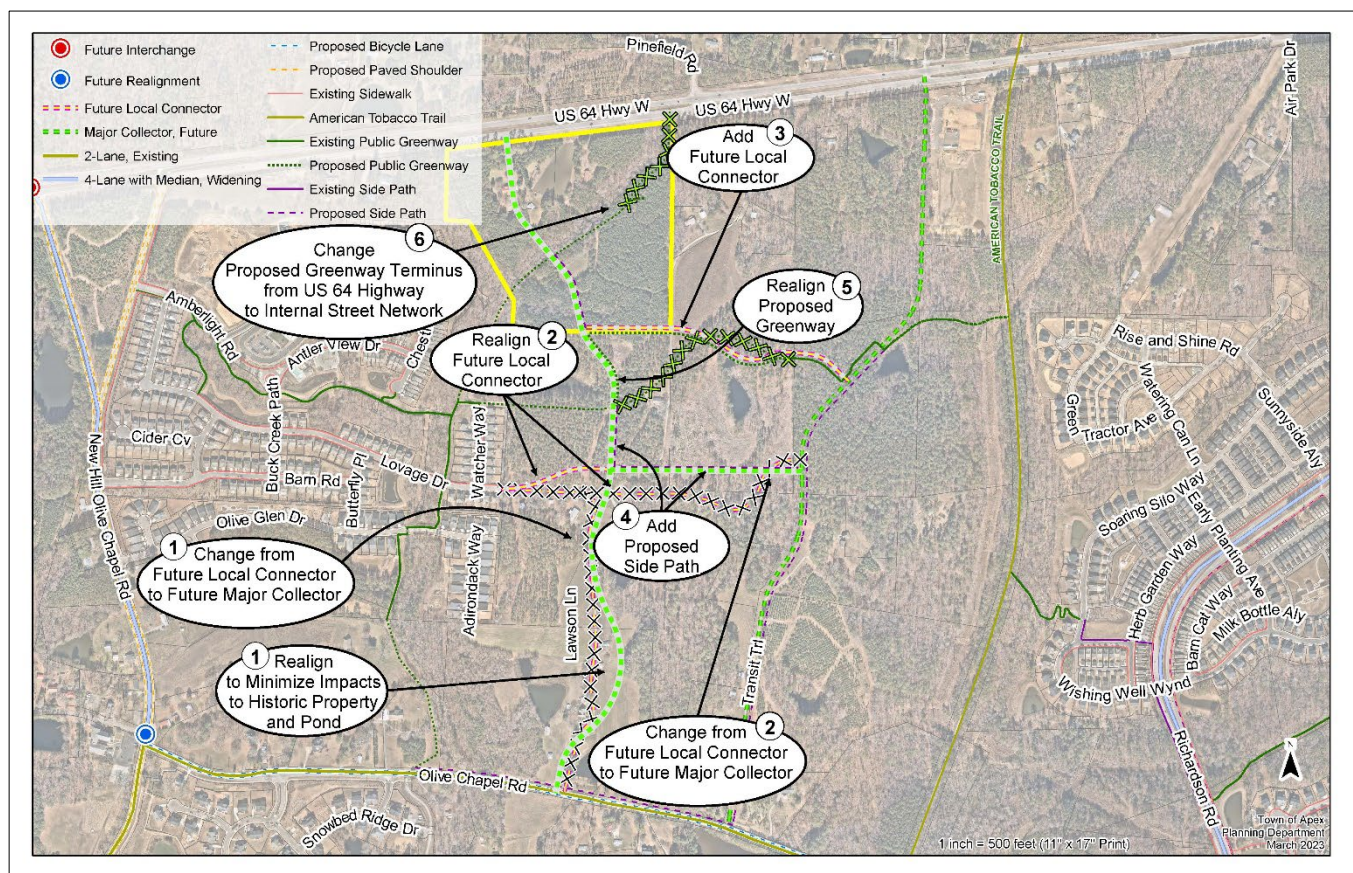 Future Interchange
Future Realignment
Future Local Connector
Major Collector, Future
2-Lane, Existing
4-Lane with Median, Widening
Proposed Bicycle Lane
Proposed Paved Shoulder
Existing Sidewalk
American Tobacco Trail
Existing Public Greenway
Proposed Public Greenway
Existing Side Path
Proposed Side Path
Pinefield Rd
Air Park Dr
US 64 Hwy W
US 64 Hwy W
3
Add
Future Local
Connector
AMERICAN TOBACCO TRAIL
6
Change
Proposed Greenway Terminus
from US 64 Highway
to Internal Street Network
5
Realign
Proposed
Greenway
2
Realign
Future Local
Connector
Amberlight Rd
Antler View Dr
Chest
Rise and Shine Rd
Watering Can Ln
Sunnyside Aly
Green
Tractor Ave
Buck Creek Path
Cider Cv
Barn Rd
Butterfly Pl
Lovage Dr
Watcher Way
New Hill Olive Chapel Rd
Olive Glen Dr
Soaring Silo Way
Early Planting Ave
4
Add
Proposed
Side Path
1
Change from
Future Local Connector
to Future Major Collector
Adirondack Way
Lawson Ln
Herb Garden Way
Barn Cat Way
Milk Bottle Aly
1
Realign
to Minimize Impacts
to Historic Property
and Pond
Transit Trl
Wishing Well Wynd
2
Change from
Future Local Connector
to Future Major Collector
Richardson Rd
Olive Chapel Rd
Snowbed Ridge Dr
N
1 inch = 500 feet (11" x 17" Print)
Town of Apex
Planning Department
March 2023